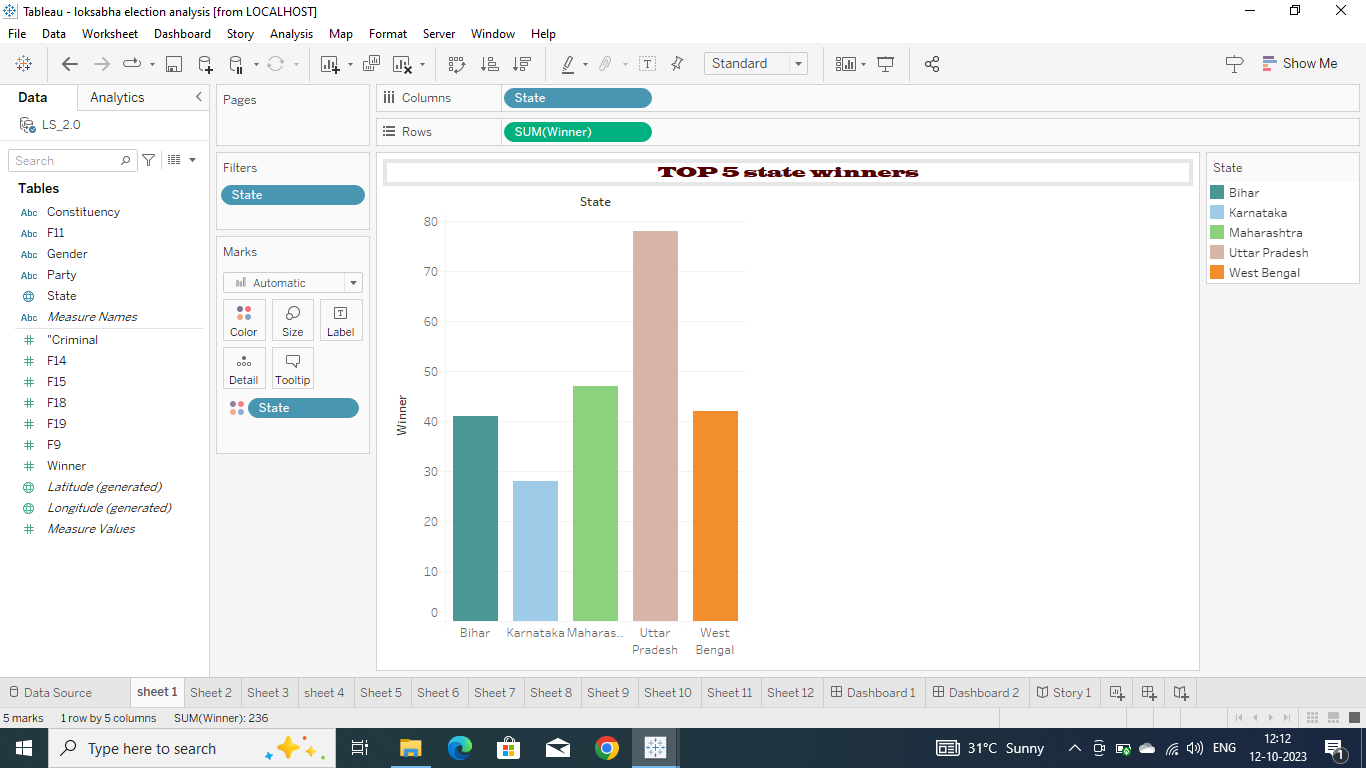 Tableau - loksabha election analysis [from LOCALHOST]
File Data Worksheet Dashboard Story Analysis Map Format Server Window Help
Standard
Show Me
Data Analytics
LS_2.0
Search
Tables
Abc Constituency
Abc F11
Abc Gender
Abc Party
State
Abc Measure Names
# "Criminal
# F14
# F15
# F18
# F19
# F9
# Winner
Latitude (generated)
Longitude (generated)
# Measure Values
Pages
Filters
State
Marks
Automatic
Color Size Label
Detail Tooltip
State
Columns State
Rows SUM(Winner)
TOP 5 state winners
State
Winner
80
70
60
50
40
30
20
10
0
Bihar Karnataka Maharas.. Uttar Pradesh West Bengal
State
Bihar
Karnataka
Maharashtra
Uttar Pradesh
West Bengal
Data Source sheet 1 Sheet 2 Sheet 3 sheet 4 Sheet 5 Sheet 6 Sheet 7 Sheet 8 Sheet 9 Sheet 10 Sheet 11 Sheet 12 Dashboard 1 Dashboard 2 Story 1
5 marks 1 row by 5 columns SUM(Winner): 236
Type here to search
31°C Sunny
ENG
12:12
12-10-2023
1